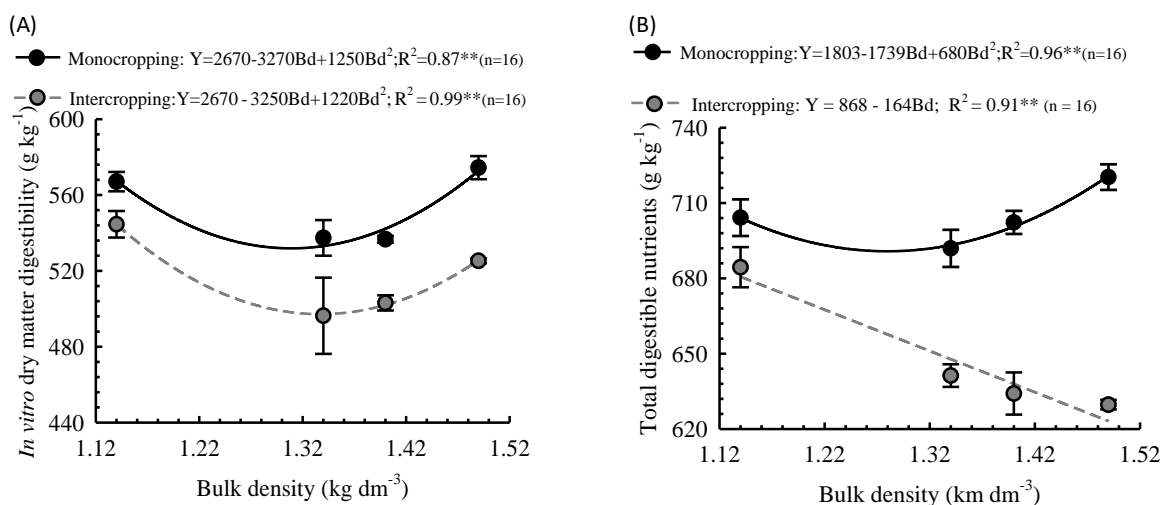 (A)
Monocropping: Y=2670-3270Bd+1250Bd²;R²=0.87**(n=16)
Intercropping:Y=2670 - 3250Bd+1220Bd²; R² = 0.99**(n=16)
600
560
520
480
440
In vitro dry matter digestibility (g kg⁻¹)
1.12
1.22
1.32
1.42
1.52
Bulk density (kg dm⁻³)
(B)
Monocropping:Y=1803-1739Bd+680Bd²;R²=0.96**(n=16)
Intercropping: Y = 868 - 164Bd; R² = 0.91** (n = 16)
740
710
680
650
620
Total digestible nutrients (g kg⁻¹)
1.12
1.22
1.32
1.42
1.52
Bulk density (km dm⁻³)